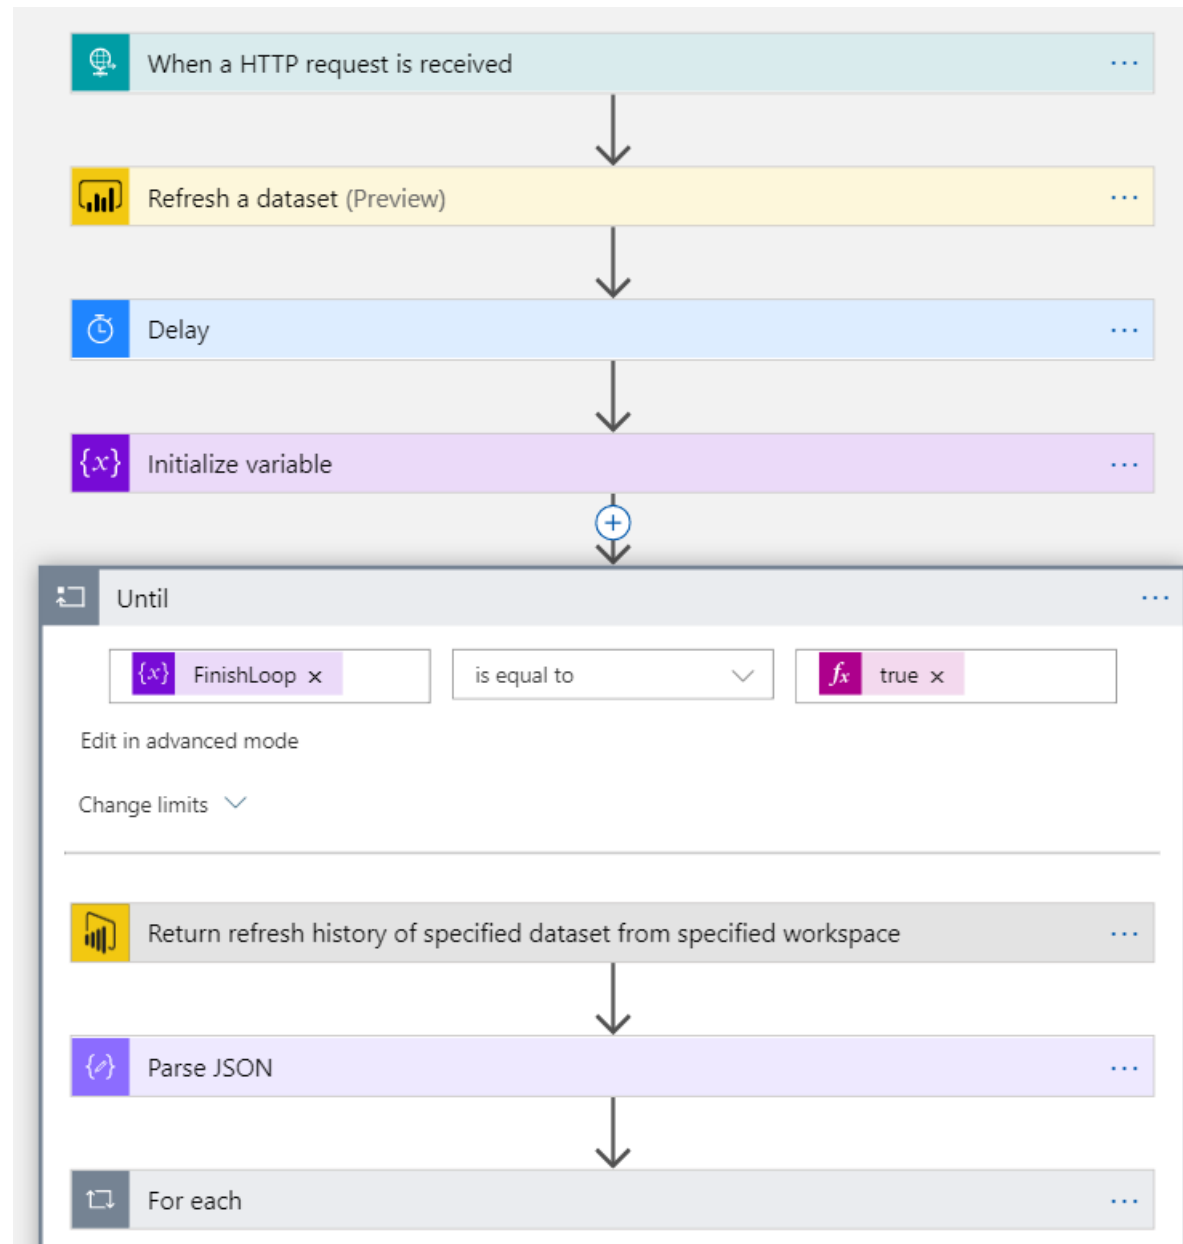 When a HTTP request is received
Refresh a dataset (Preview)
Delay
{x} Initialize variable
Until
{x} FinishLoop × is equal to fx true ×
Edit in advanced mode
Change limits
Return refresh history of specified dataset from specified workspace
Parse JSON
For each